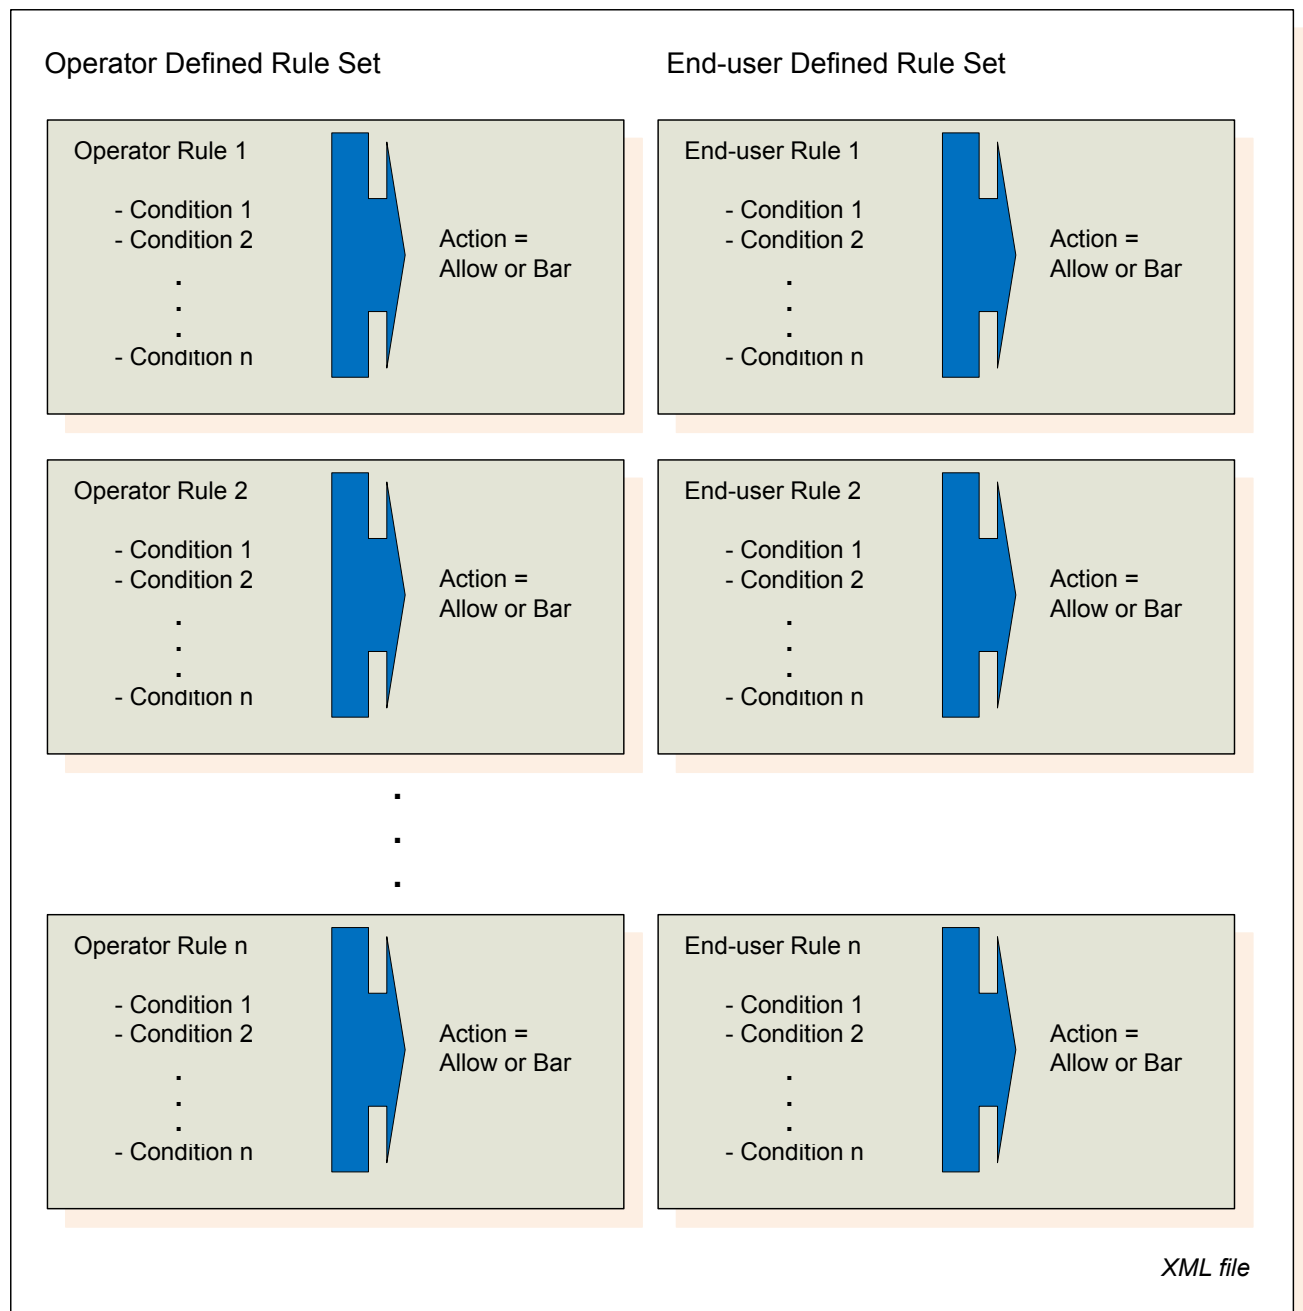 Operator Defined Rule Set
End-user Defined Rule Set
Operator Rule 1
- Condition 1
- Condition 2
.
.
.
- Condition n
Action =
Allow or Bar
End-user Rule 1
- Condition 1
- Condition 2
.
.
.
- Condition n
Action =
Allow or Bar
Operator Rule 2
- Condition 1
- Condition 2
.
.
.
- Condition n
Action =
Allow or Bar
End-user Rule 2
- Condition 1
- Condition 2
.
.
.
- Condition n
Action =
Allow or Bar
.
.
.
Operator Rule n
- Condition 1
- Condition 2
.
.
.
- Condition n
Action =
Allow or Bar
End-user Rule n
- Condition 1
- Condition 2
.
.
.
- Condition n
Action =
Allow or Bar
XML file